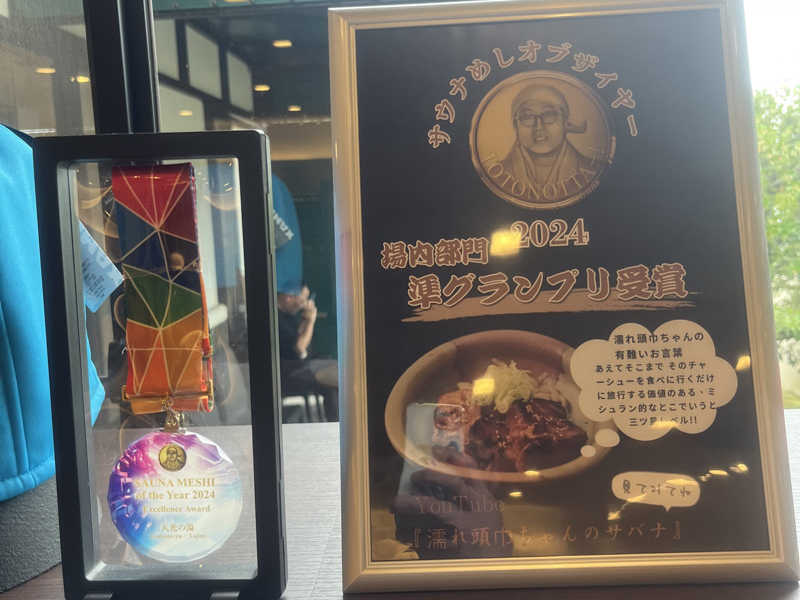 SAUNA MESHI
of the Year 2024
Excellence Award
サウナめしオブザイヤー
TOTONOTTA
2024
場内部門
準グランプリ受賞
濡れ頭巾ちゃんの
有難いお言葉
あえてそこまで そのチャ
ーシューを食べに行くだけ
に旅行する価値のある、ミ
シュラン的なとこでいうと
三ツ星レベル!!
見てみてね
YouTube
『濡れ頭巾ちゃんのサバナ』